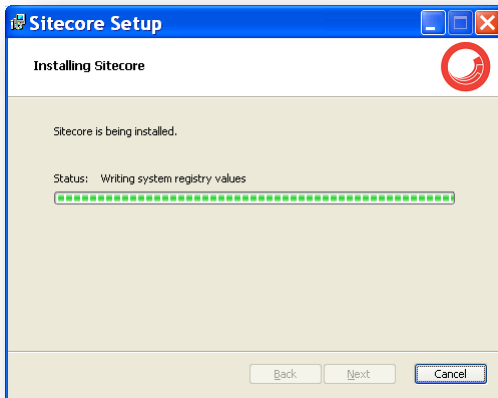 Sitecore Setup
Installing Sitecore
Sitecore is being installed.
Status: Writing system registry values
Back Next Cancel